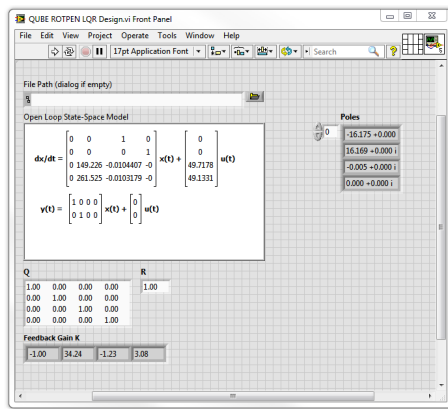 QUBE ROTPEN LQR Design.vi Front Panel
File Edit View Project Operate Tools Window Help
17pt Application Font Search
File Path (dialog if empty)
Open Loop State-Space Model
0 0 1 0 0
0 0 0 1 0
dx/dt = x(t) + u(t)
0 149.226 -0.0104407 -0 49.7178
0 261.525 -0.0103179 -0 49.1331
y(t) = 1 0 0 0 x(t) + 0 u(t)
0 1 0 0 0
Poles
0
-16.175 +0.000
16.169 +0.000 i
-0.005 +0.000 i
0.000 +0.000 i
Q R
1.00 0.00 0.00 0.00 1.00
0.00 1.00 0.00 0.00
0.00 0.00 1.00 0.00
0.00 0.00 0.00 1.00
Feedback Gain K
-1.00 34.24 -1.23 3.08